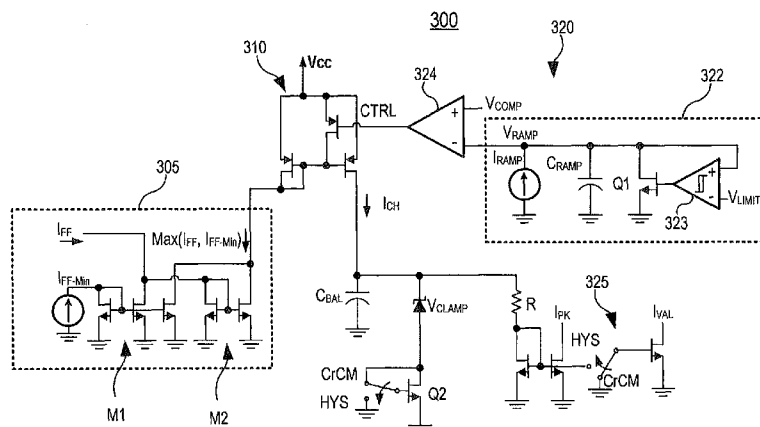 300
310
320
Vcc
324
322
CTRL
VCOMP
VRAMP
IRAMP
CRAMP
Q1
VLIMIT
323
305
IFF
Max(IFF, IFF-Min)
IFF-Min
ICH
CBAL
VCLAMP
R
325
IPK
IVAL
HYS
CrCM
CrCM
HYS
Q2
M1
M2